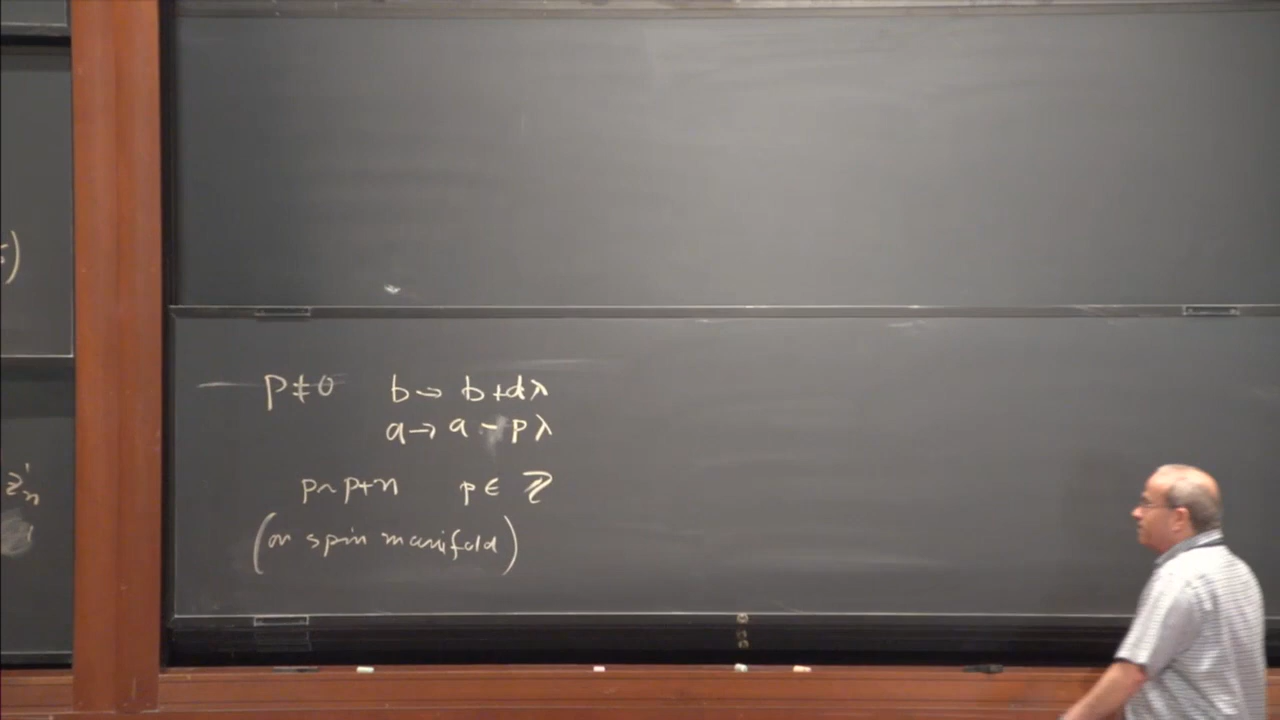 p≠0 b → b+dλ
a → a - pλ
p~p+n p ∈ ℤ
(on spin manifold)
)
ℤ'ₙ